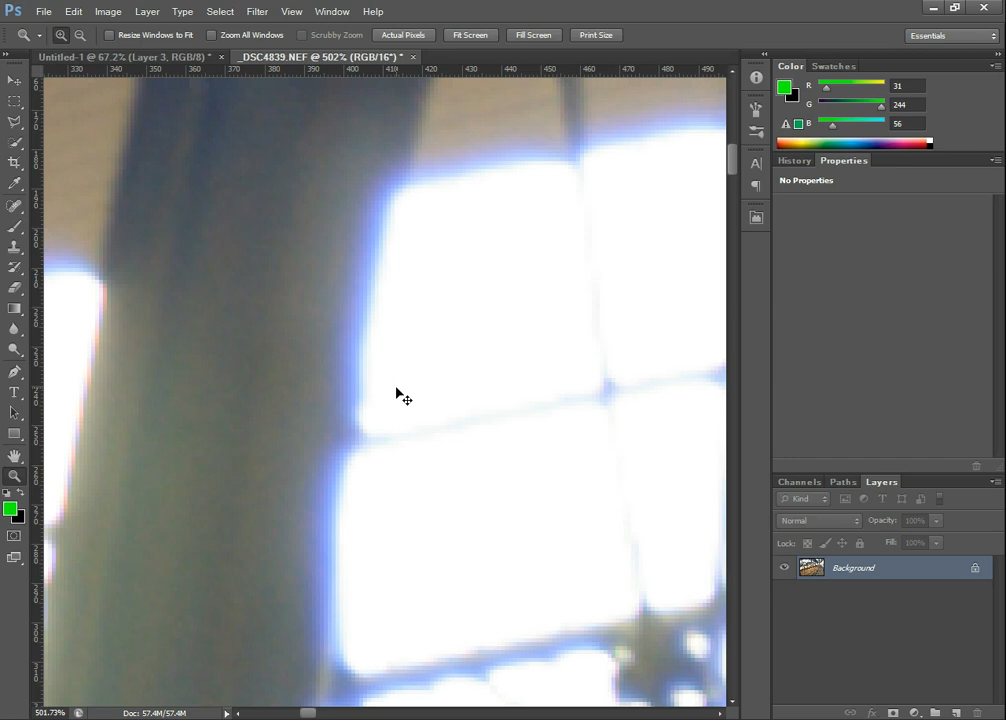 Ps File Edit Image Layer Type Select Filter View Window Help
Resize Windows to Fit Zoom All Windows Scrubby Zoom Actual Pixels Fit Screen Fill Screen Print Size Essentials
Untitled-1 @ 67.2% (Layer 3, RGB/8) * × _DSC4839.NEF @ 502% (RGB/16*) * ×
330 340 350 360 370 380 390 400 410 420 430 440 450 460 470 480 490
Color Swatches
R 31
G 244
B 56
History Properties
No Properties
Channels Paths Layers
Kind
Normal Opacity: 100%
Lock: Fill: 100%
Background
501.73% Doc: 57.4M/57.4M